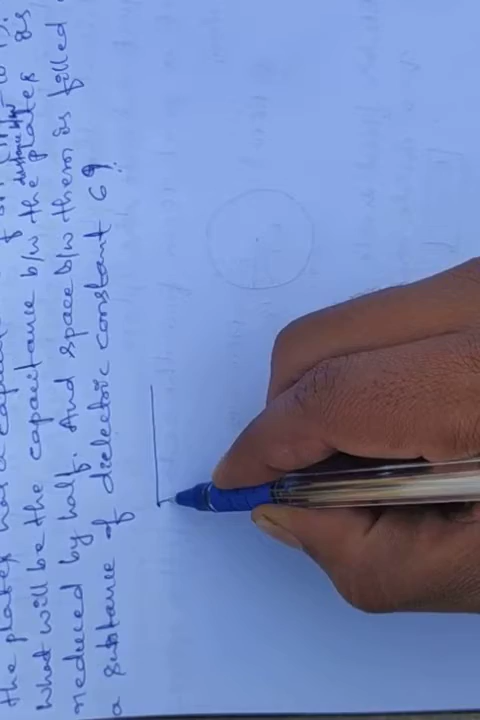 the plates has a
What will be the capacitance b/w distance b/w the plates is
reduced by half. And space b/w them is filled
a substance of dielectric constant 6 ?